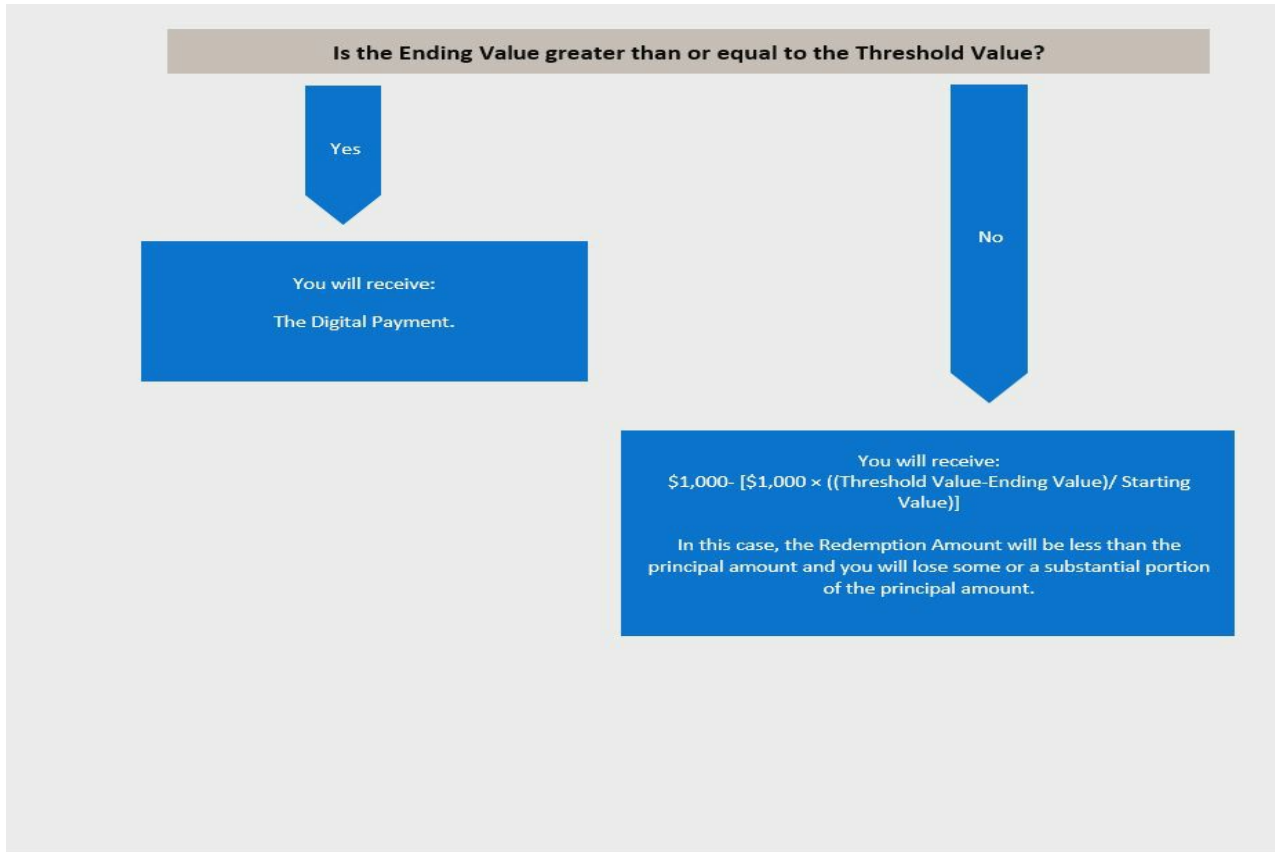 Is the Ending Value greater than or equal to the Threshold Value?
Yes
No
You will receive:
The Digital Payment.
You will receive:
$1,000- [$1,000 × ((Threshold Value-Ending Value)/ Starting
Value)]
In this case, the Redemption Amount will be less than the
principal amount and you will lose some or a substantial portion
of the principal amount.